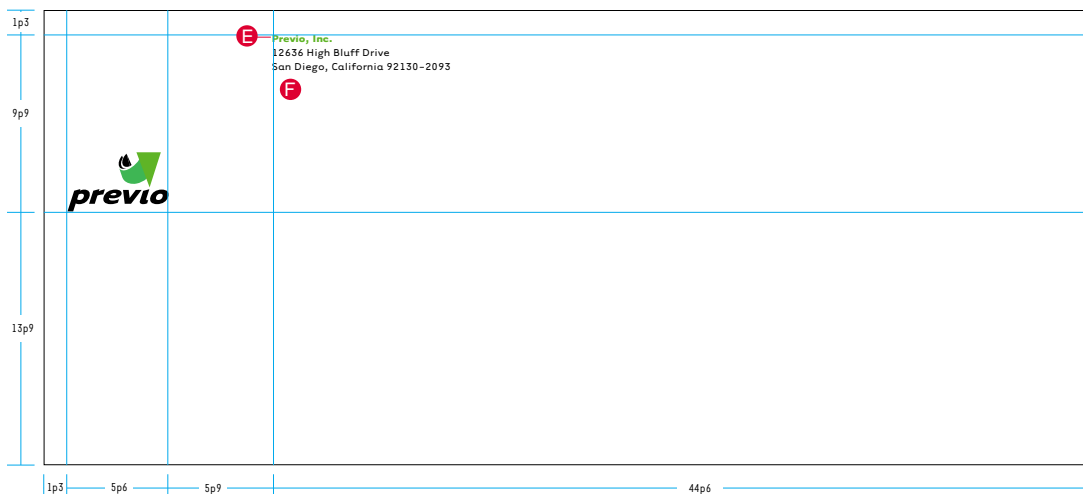 1p3
E
Previo, Inc.
12636 High Bluff Drive
San Diego, California 92130-2093
F
9p9
previo
13p9
1p3
5p6
5p9
44p6